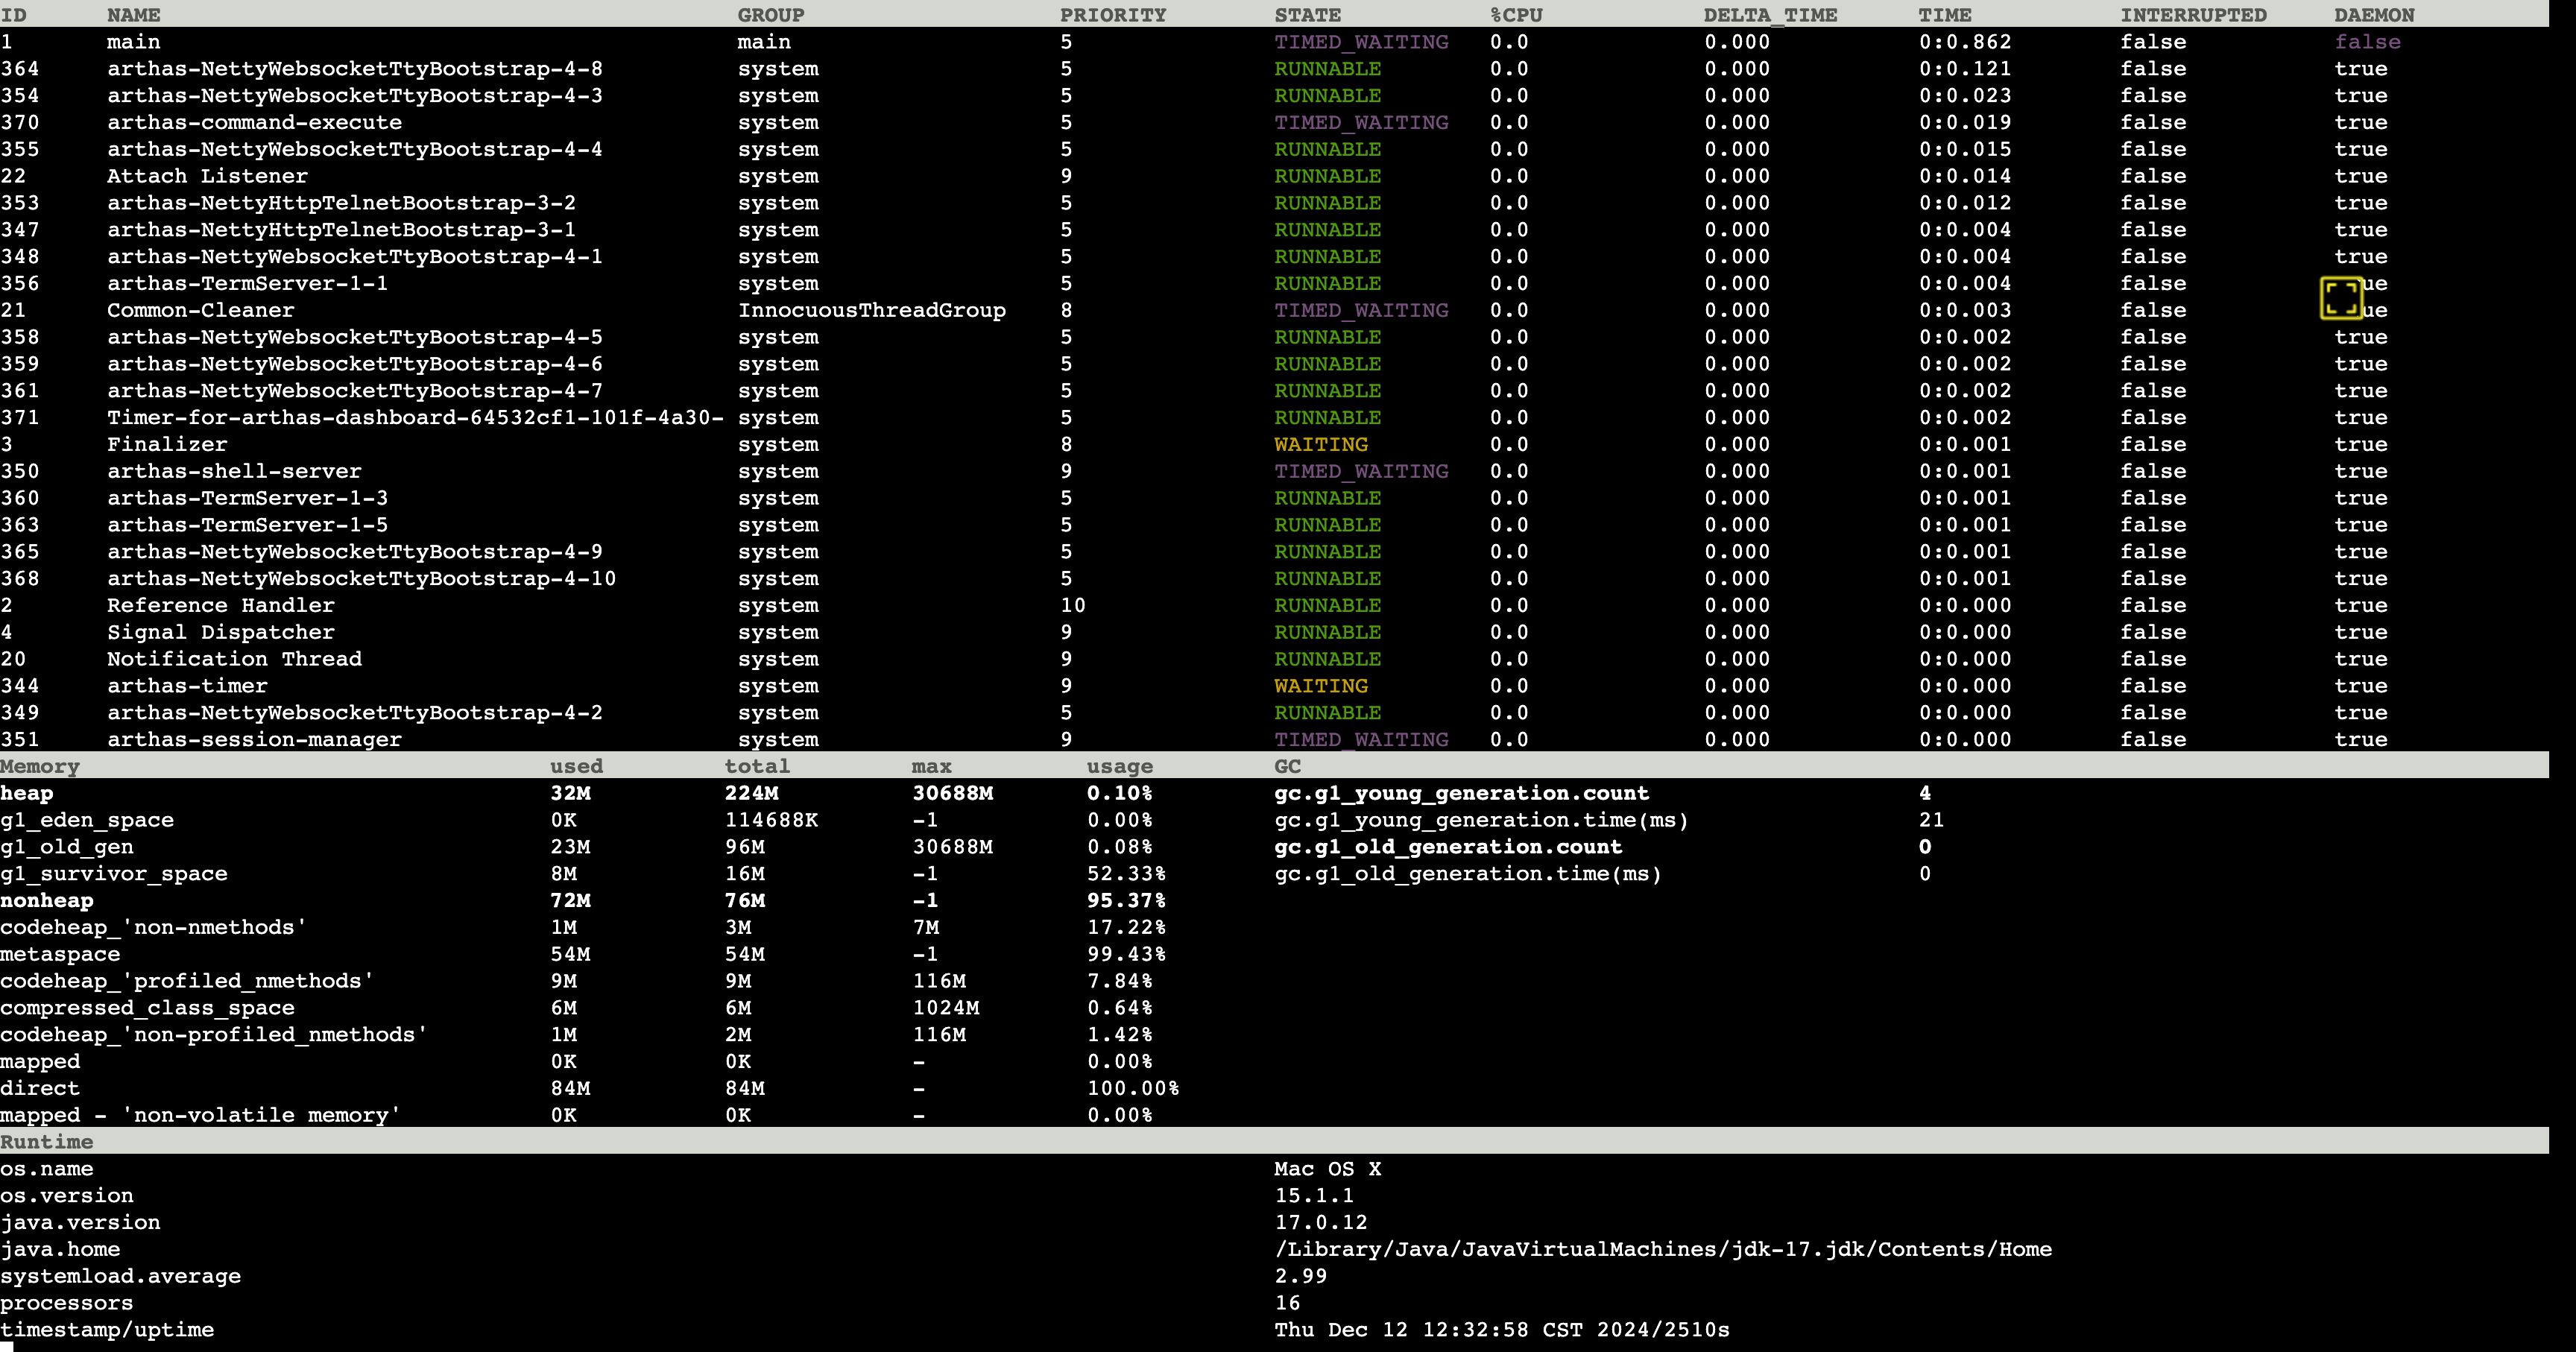 ID NAME GROUP PRIORITY STATE %CPU DELTA_TIME TIME INTERRUPTED DAEMON
1 main main 5 TIMED_WAITING 0.0 0.000 0:0.862 false false
364 arthas-NettyWebsocketTtyBootstrap-4-8 system 5 RUNNABLE 0.0 0.000 0:0.121 false true
354 arthas-NettyWebsocketTtyBootstrap-4-3 system 5 RUNNABLE 0.0 0.000 0:0.023 false true
370 arthas-command-execute system 5 TIMED_WAITING 0.0 0.000 0:0.019 false true
355 arthas-NettyWebsocketTtyBootstrap-4-4 system 5 RUNNABLE 0.0 0.000 0:0.015 false true
22 Attach Listener system 9 RUNNABLE 0.0 0.000 0:0.014 false true
353 arthas-NettyHttpTelnetBootstrap-3-2 system 5 RUNNABLE 0.0 0.000 0:0.012 false true
347 arthas-NettyHttpTelnetBootstrap-3-1 system 5 RUNNABLE 0.0 0.000 0:0.004 false true
348 arthas-NettyWebsocketTtyBootstrap-4-1 system 5 RUNNABLE 0.0 0.000 0:0.004 false true
356 arthas-TermServer-1-1 system 5 RUNNABLE 0.0 0.000 0:0.004 false ue
21 Common-Cleaner InnocuousThreadGroup 8 TIMED_WAITING 0.0 0.000 0:0.003 false ue
358 arthas-NettyWebsocketTtyBootstrap-4-5 system 5 RUNNABLE 0.0 0.000 0:0.002 false true
359 arthas-NettyWebsocketTtyBootstrap-4-6 system 5 RUNNABLE 0.0 0.000 0:0.002 false true
361 arthas-NettyWebsocketTtyBootstrap-4-7 system 5 RUNNABLE 0.0 0.000 0:0.002 false true
371 Timer-for-arthas-dashboard-64532cf1-101f-4a30- system 5 RUNNABLE 0.0 0.000 0:0.002 false true
3 Finalizer system 8 WAITING 0.0 0.000 0:0.001 false true
350 arthas-shell-server system 9 TIMED_WAITING 0.0 0.000 0:0.001 false true
360 arthas-TermServer-1-3 system 5 RUNNABLE 0.0 0.000 0:0.001 false true
363 arthas-TermServer-1-5 system 5 RUNNABLE 0.0 0.000 0:0.001 false true
365 arthas-NettyWebsocketTtyBootstrap-4-9 system 5 RUNNABLE 0.0 0.000 0:0.001 false true
368 arthas-NettyWebsocketTtyBootstrap-4-10 system 5 RUNNABLE 0.0 0.000 0:0.001 false true
2 Reference Handler system 10 RUNNABLE 0.0 0.000 0:0.000 false true
4 Signal Dispatcher system 9 RUNNABLE 0.0 0.000 0:0.000 false true
20 Notification Thread system 9 RUNNABLE 0.0 0.000 0:0.000 false true
344 arthas-timer system 9 WAITING 0.0 0.000 0:0.000 false true
349 arthas-NettyWebsocketTtyBootstrap-4-2 system 5 RUNNABLE 0.0 0.000 0:0.000 false true
351 arthas-session-manager system 9 TIMED_WAITING 0.0 0.000 0:0.000 false true
Memory used total max usage GC
heap 32M 224M 30688M 0.10% gc.g1_young_generation.count 4
g1_eden_space 0K 114688K -1 0.00% gc.g1_young_generation.time(ms) 21
g1_old_gen 23M 96M 30688M 0.08% gc.g1_old_generation.count 0
g1_survivor_space 8M 16M -1 52.33% gc.g1_old_generation.time(ms) 0
nonheap 72M 76M -1 95.37%
codeheap_'non-nmethods' 1M 3M 7M 17.22%
metaspace 54M 54M -1 99.43%
codeheap_'profiled_nmethods' 9M 9M 116M 7.84%
compressed_class_space 6M 6M 1024M 0.64%
codeheap_'non-profiled_nmethods' 1M 2M 116M 1.42%
mapped 0K 0K - 0.00%
direct 84M 84M - 100.00%
mapped - 'non-volatile memory' 0K 0K - 0.00%
Runtime
os.name Mac OS X
os.version 15.1.1
java.version 17.0.12
java.home /Library/Java/JavaVirtualMachines/jdk-17.jdk/Contents/Home
systemload.average 2.99
processors 16
timestamp/uptime Thu Dec 12 12:32:58 CST 2024/2510s